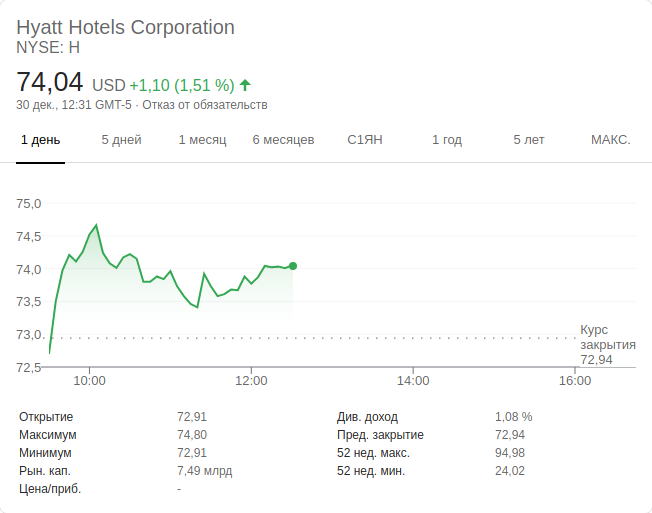 Hyatt Hotels Corporation
NYSE: H
74,04 USD +1,10 (1,51 %)
30 дек., 12:31 GMT-5 · Отказ от обязательств
1 день 5 дней 1 месяц 6 месяцев С1ЯН 1 год 5 лет МАКС.
75,0
74,5
74,0
73,5
73,0
72,5
Курс
закрытия
72,94
10:00 12:00 14:00 16:00
Открытие 72,91 Див. доход 1,08 %
Максимум 74,80 Пред. закрытие 72,94
Минимум 72,91 52 нед. макс. 94,98
Рын. кап. 7,49 млрд 52 нед. мин. 24,02
Цена/приб. -